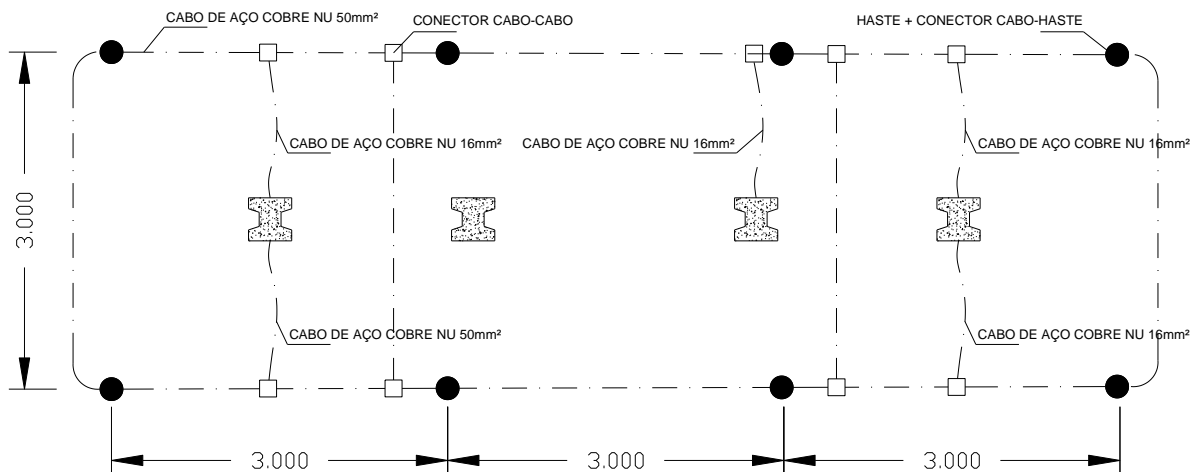 CABO DE AÇO COBRE NU 50mm²
CONECTOR CABO-CABO
HASTE + CONECTOR CABO-HASTE
CABO DE AÇO COBRE NU 16mm²
CABO DE AÇO COBRE NU 16mm²
CABO DE AÇO COBRE NU 16mm²
3.000
CABO DE AÇO COBRE NU 50mm²
CABO DE AÇO COBRE NU 16mm²
3.000
3.000
3.000